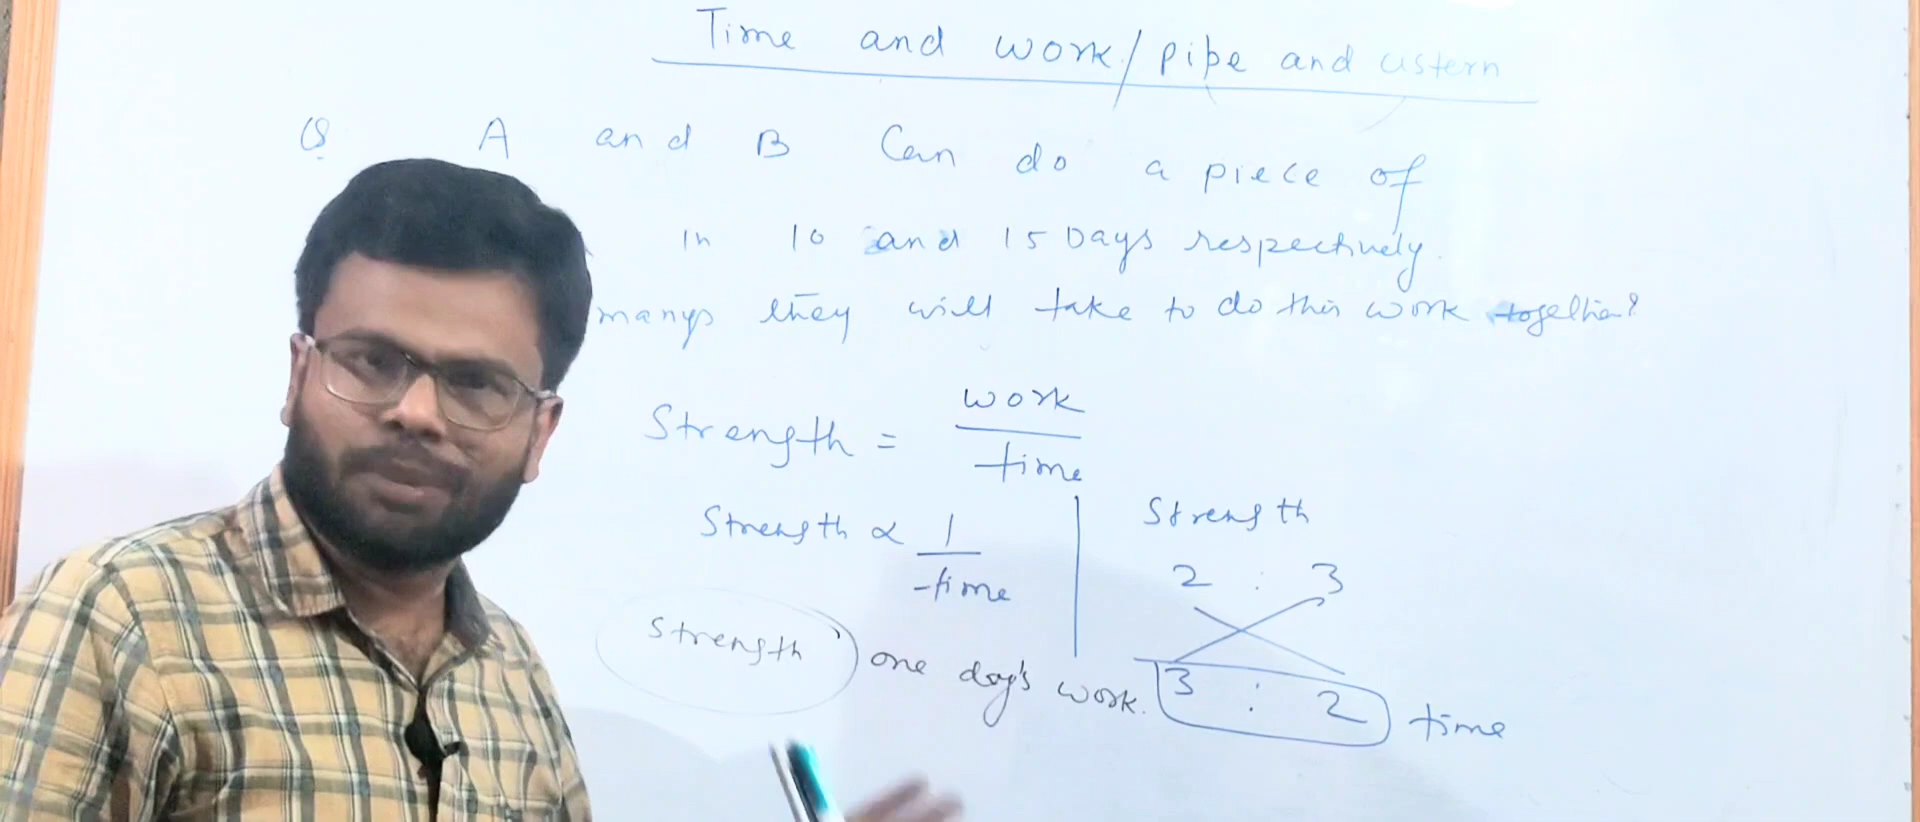 Time and work/pipe and cistern
Q A and B Can do a piece of
in 10 and 15 Days respectively.
manys they will take to do this work together?
Strength = work
time
Strength ∝ 1
time
Strength
2 : 3
3 : 2 time
Strength one day's work.